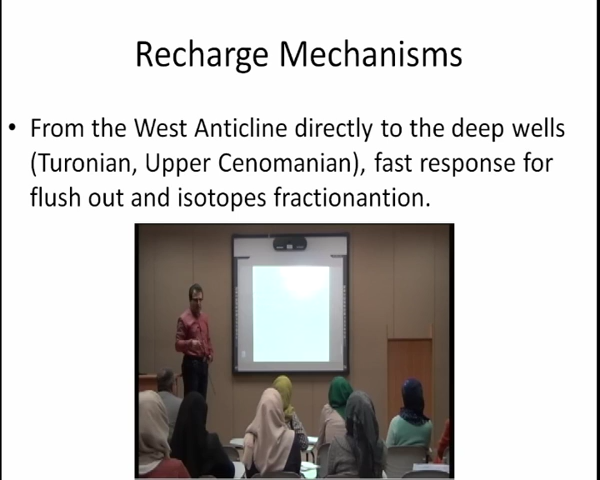 Recharge Mechanisms
• From the West Anticline directly to the deep wells
(Turonian, Upper Cenomanian), fast response for
flush out and isotopes fractionantion.